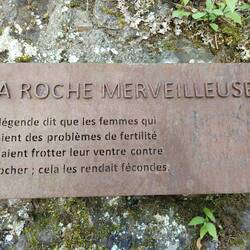 A ROCHE MERVEILLEUSE
légende dit que les femmes qui
aient des problèmes de fertilité
aient frotter leur ventre contre
ocher ; cela les rendait fécondes.